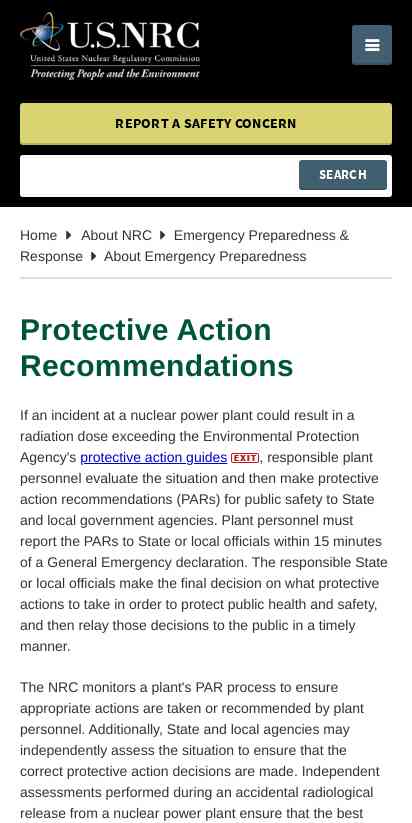 U.S.NRC
United States Nuclear Regulatory Commission
Protecting People and the Environment
REPORT A SAFETY CONCERN
SEARCH
Home About NRC Emergency Preparedness &
Response About Emergency Preparedness
Protective Action
Recommendations
If an incident at a nuclear power plant could result in a
radiation dose exceeding the Environmental Protection
Agency's protective action guides EXIT, responsible plant
personnel evaluate the situation and then make protective
action recommendations (PARs) for public safety to State
and local government agencies. Plant personnel must
report the PARs to State or local officials within 15 minutes
of a General Emergency declaration. The responsible State
or local officials make the final decision on what protective
actions to take in order to protect public health and safety,
and then relay those decisions to the public in a timely
manner.
The NRC monitors a plant's PAR process to ensure
appropriate actions are taken or recommended by plant
personnel. Additionally, State and local agencies may
independently assess the situation to ensure that the
correct protective action decisions are made. Independent
assessments performed during an accidental radiological
release from a nuclear power plant ensure that the best